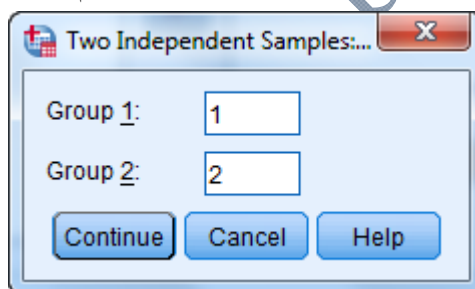 Two Independent Samples:...
Group 1: 1
Group 2: 2
Continue Cancel Help